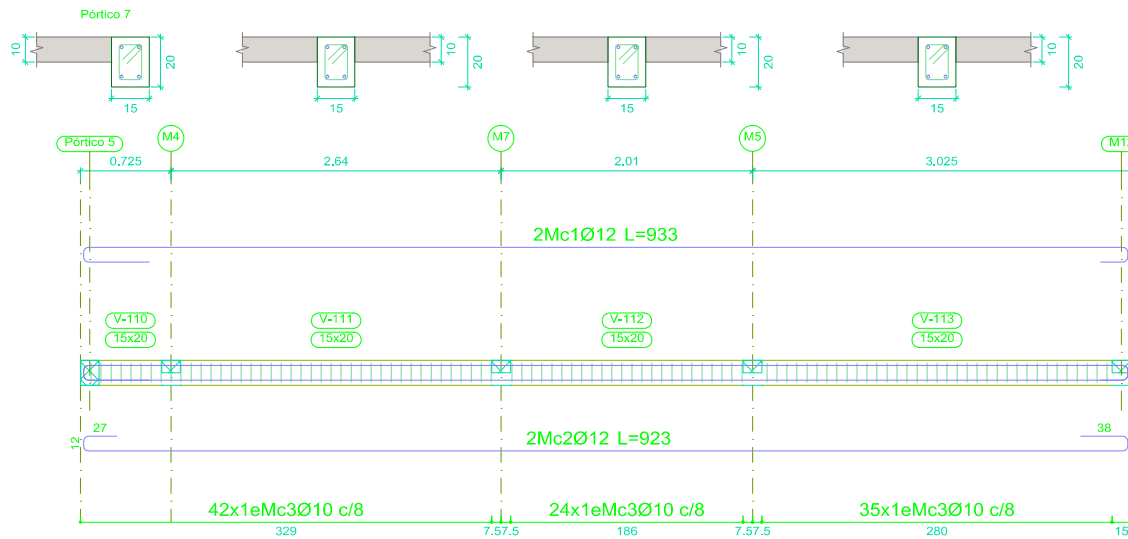 Pórtico 7
10 20 10 20 10 20 10 20
15 15 15 15
Pórtico 5 M4 M7 M5
0.725 2.64 2.01 3.025
2Mc1Ø12 L=933
V-110 V-111 V-112 V-113
15x20 15x20 15x20 15x20
27 38
12
2Mc2Ø12 L=923
42x1eMc3Ø10 c/8 24x1eMc3Ø10 c/8 35x1eMc3Ø10 c/8
329 7.57.5 186 7.57.5 280 15